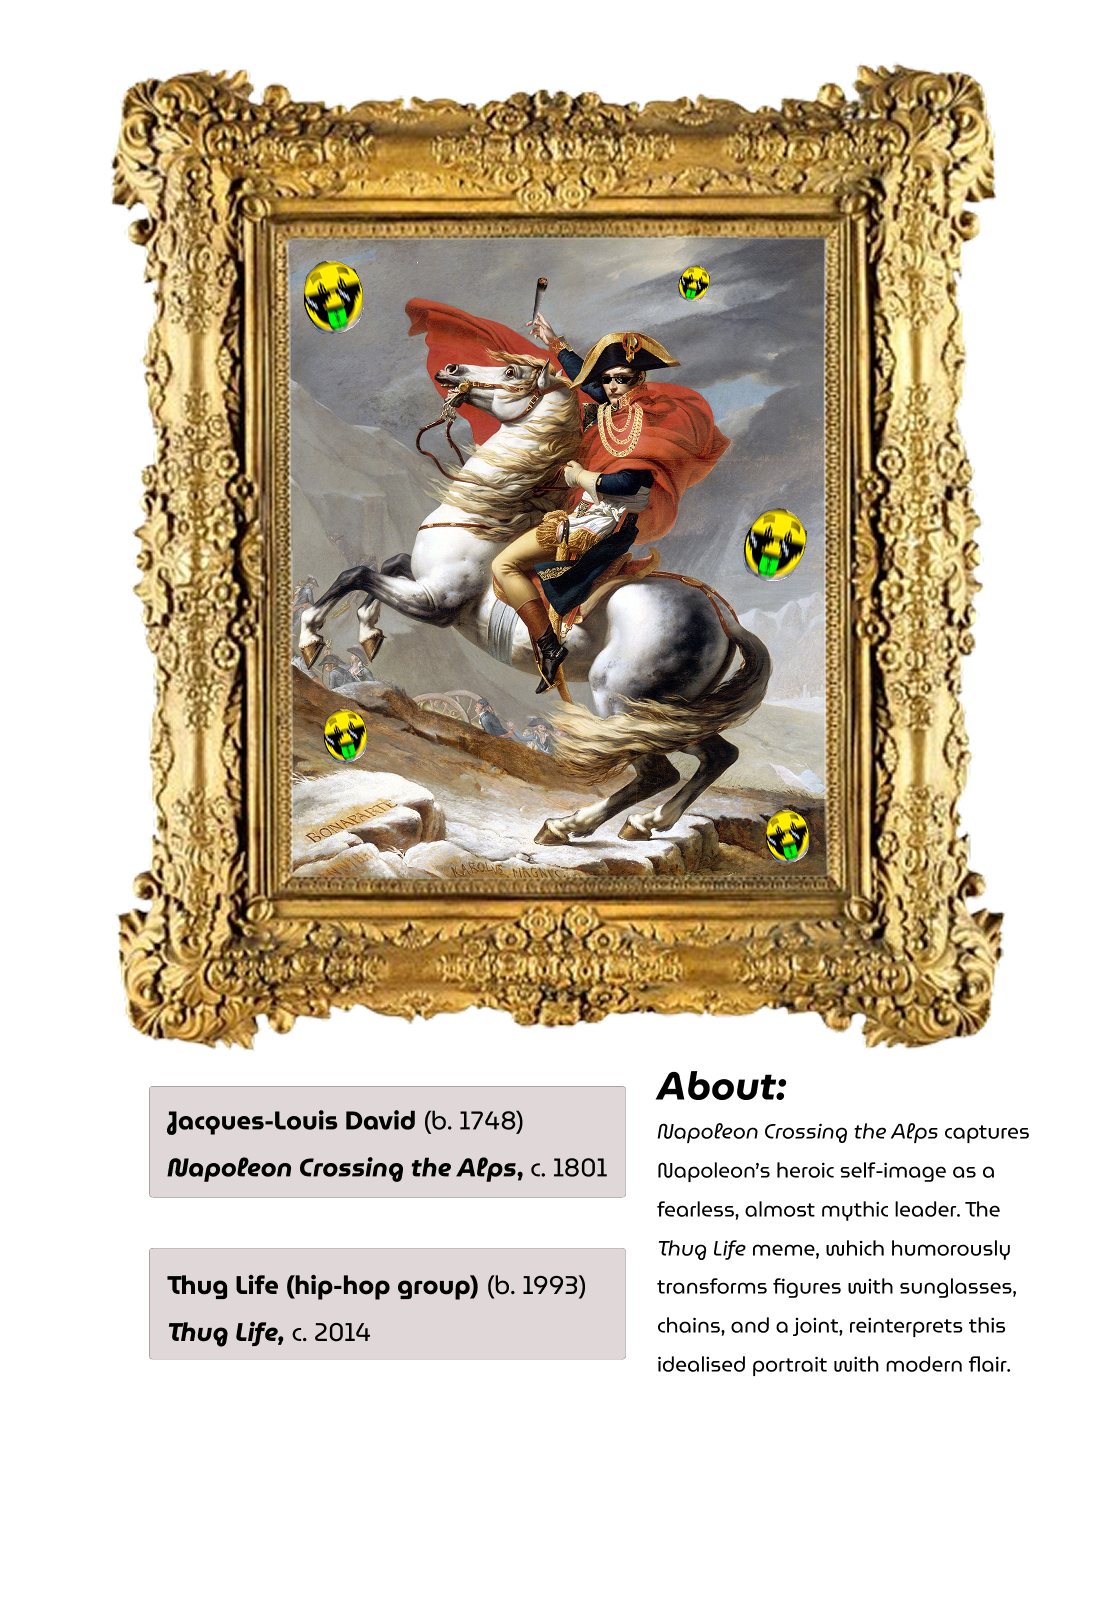 BONAPARTE
KAROLVS MAGNVS
Jacques-Louis David (b. 1748)
Napoleon Crossing the Alps, c. 1801
Thug Life (hip-hop group) (b. 1993)
Thug Life, c. 2014
About:
Napoleon Crossing the Alps captures
Napoleon’s heroic self-image as a
fearless, almost mythic leader. The
Thug Life meme, which humorously
transforms figures with sunglasses,
chains, and a joint, reinterprets this
idealised portrait with modern flair.